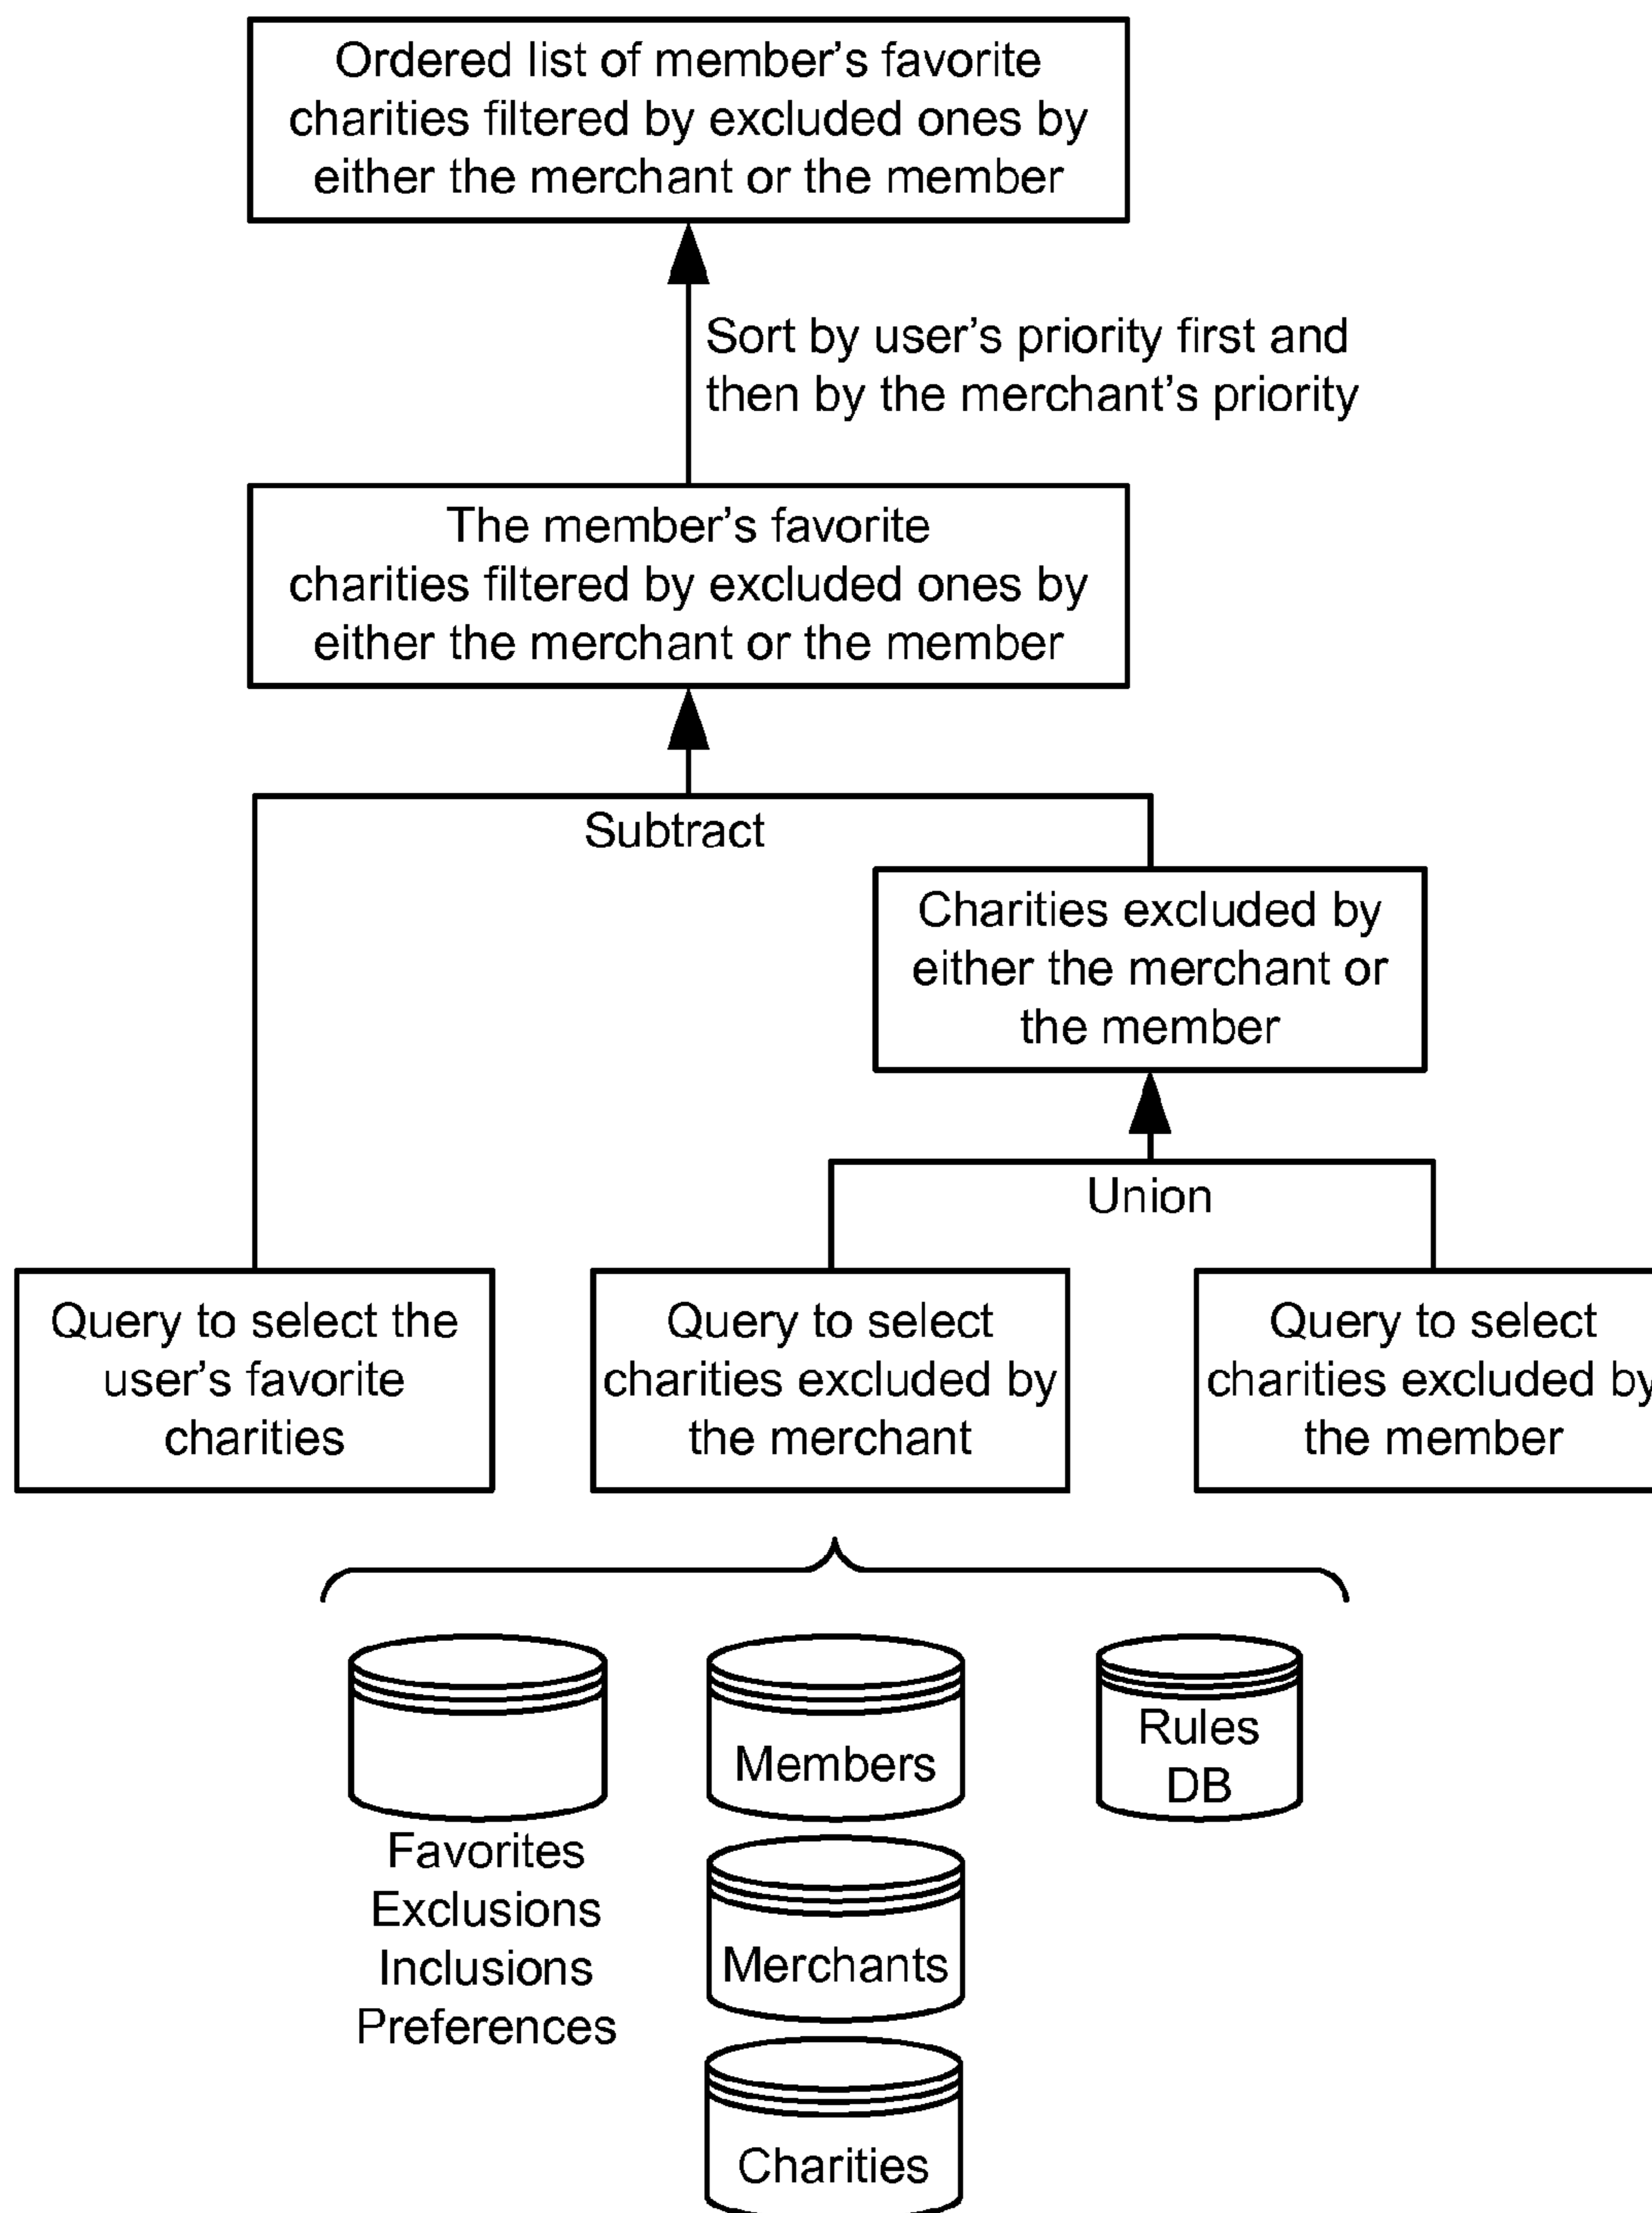 Ordered list of member’s favorite
charities filtered by excluded ones by
either the merchant or the member
Sort by user’s priority first and
then by the merchant’s priority
The member’s favorite
charities filtered by excluded ones by
either the merchant or the member
Subtract
Charities excluded by
either the merchant or
the member
Union
Query to select the
user’s favorite
charities
Query to select
charities excluded by
the merchant
Query to select
charities excluded by
the member
Favorites
Exclusions
Inclusions
Preferences
Members
Merchants
Charities
Rules
DB